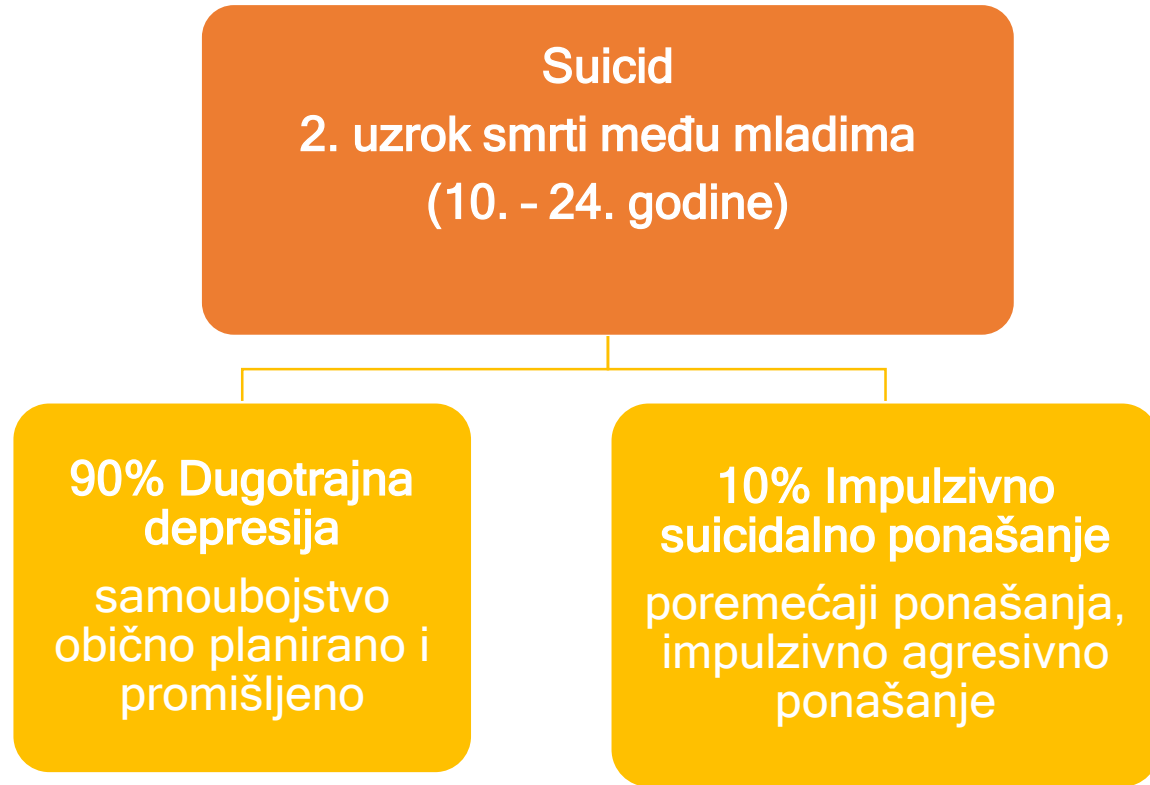 Suicid
2. uzrok smrti među mladima
(10. – 24. godine)
90% Dugotrajna
depresija
samoubojstvo
obično planirano i
promišljeno
10% Impulzivno
suicidalno ponašanje
poremećaji ponašanja,
impulzivno agresivno
ponašanje